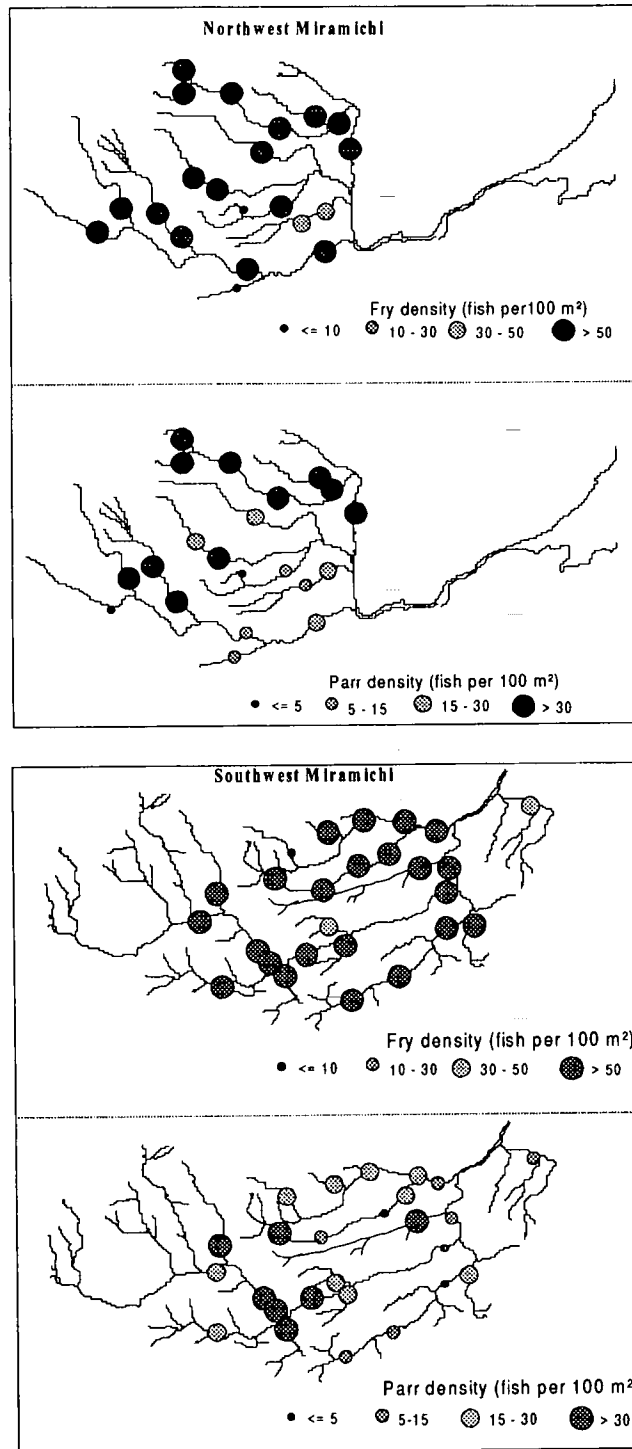 Northwest Miramichi
Fry density (fish per100 m²)
<= 10 10 - 30 30 - 50 > 50
Parr density (fish per 100 m²)
<= 5 5 - 15 15 - 30 > 30
Southwest Miramichi
Fry density (fish per 100 m²)
<= 10 10 - 30 30 - 50 > 50
Parr density (fish per 100 m²
<= 5 5-15 15 - 30 > 30